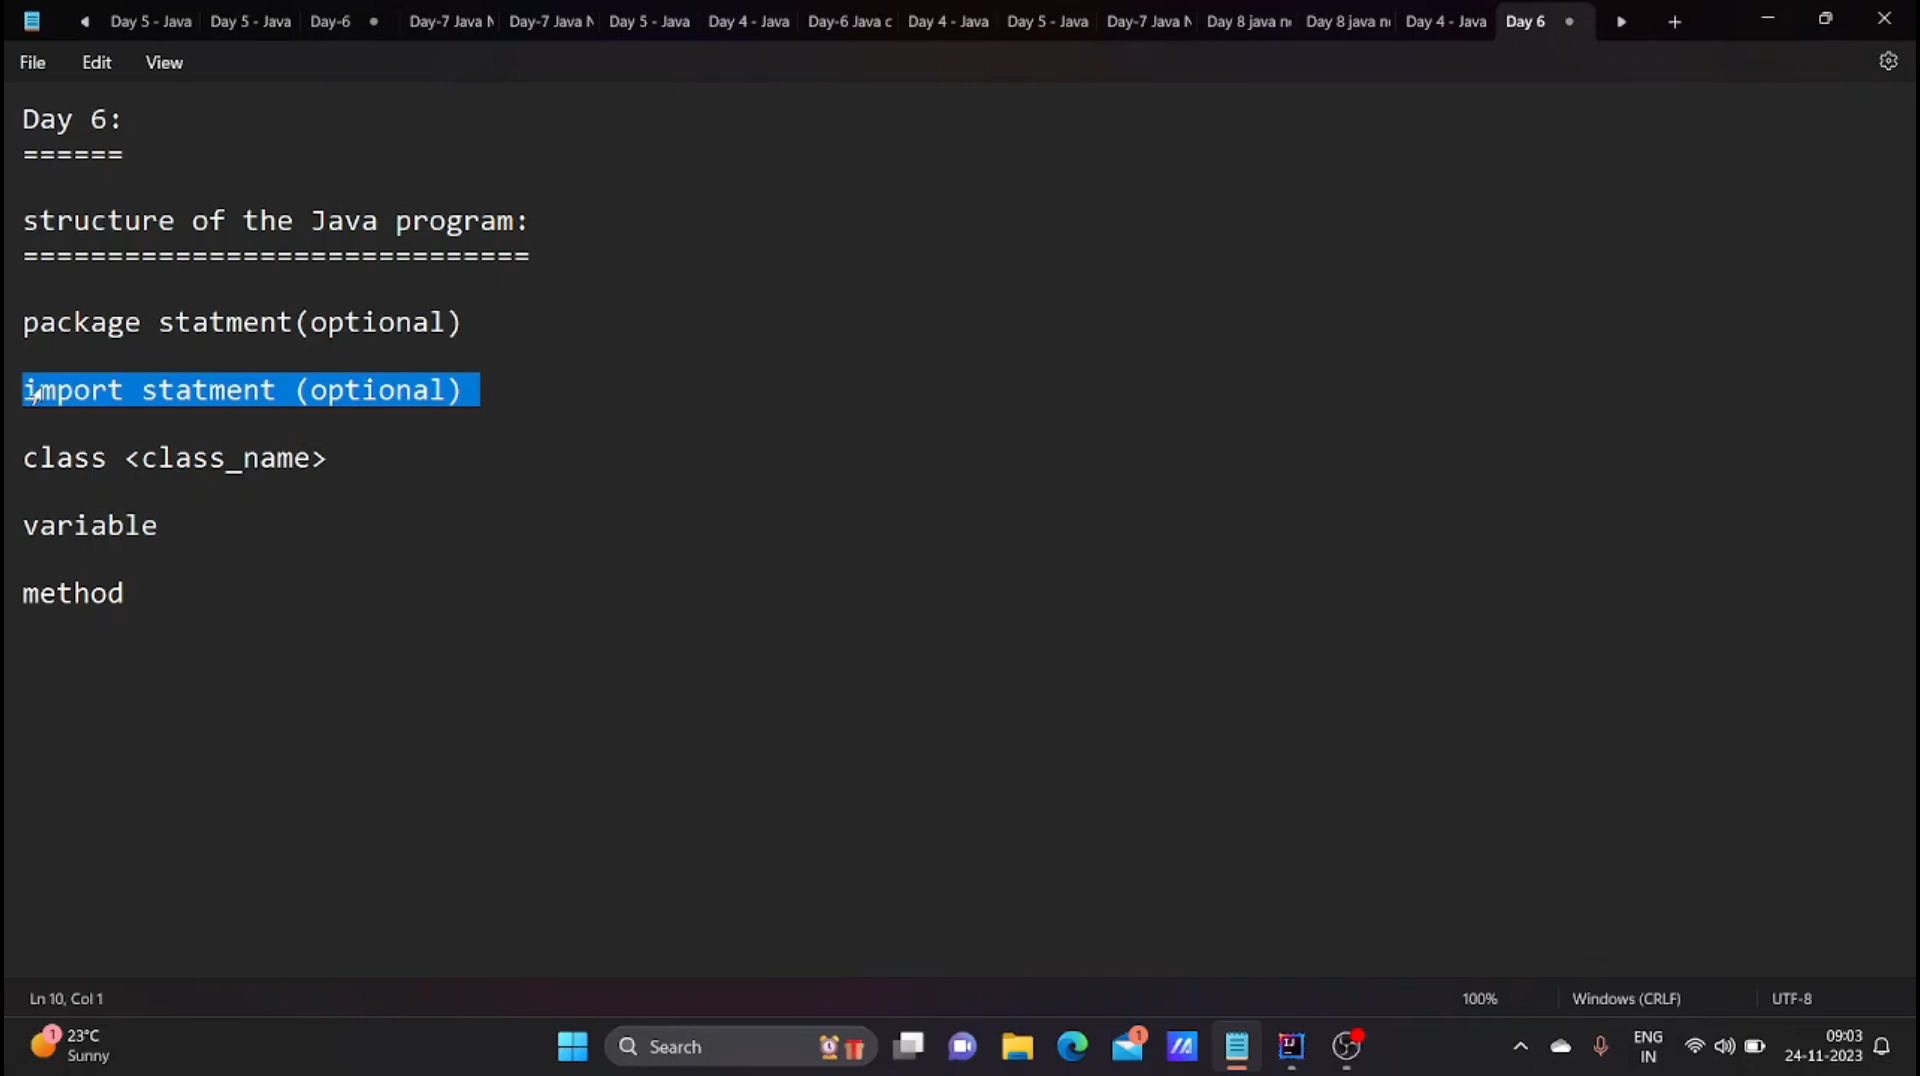 Day 5 - Java Day 5 - Java Day-6 Day-7 Java N Day-7 Java N Day 5 - Java Day 4 - Java Day-6 Java c Day 4 - Java Day 5 - Java Day-7 Java N Day 8 java no Day 8 java no Day 4 - Java Day 6
File Edit View
Day 6:
======
structure of the Java program:
==============================
package statment(optional)
import statment (optional)
class <class_name>
variable
method
Ln 10, Col 1 100% Windows (CRLF) UTF-8
1 23°C Search 1 ENG 09:03
Sunny IN 24-11-2023